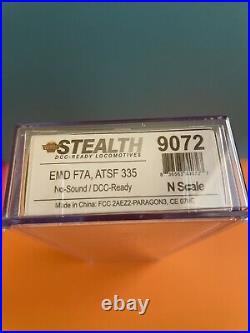 STEALTH
DCC-READY LOCOMOTIVES
9072
EMD F7A, ATSF 335
No-Sound / DCC-Ready
N Scale
Made in China: FCC 2AEZ2-PARAGON3, CE 07HC